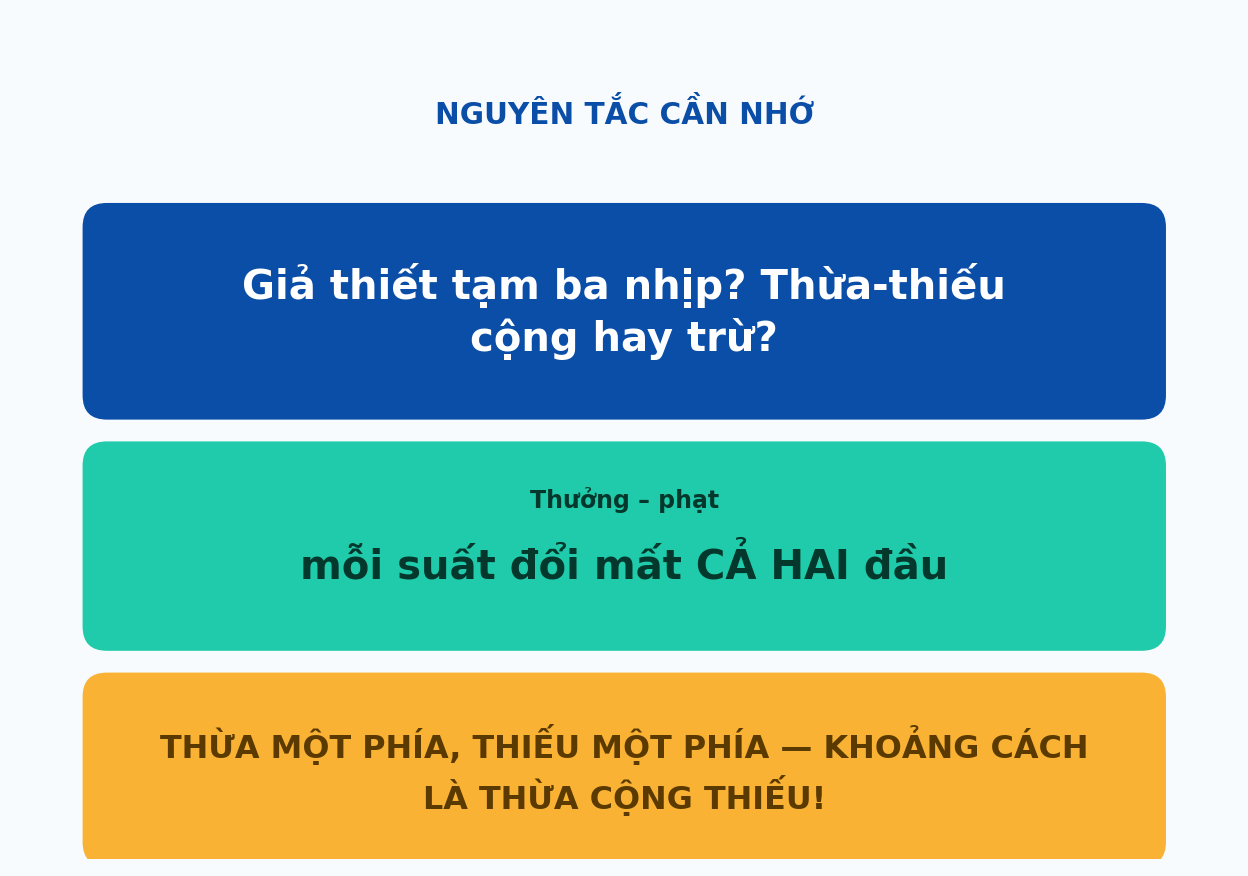 NGUYÊN TẮC CẦN NHỚ
Giả thiết tạm ba nhịp? Thừa-thiếu
cộng hay trừ?
Thưởng – phạt
mỗi suất đổi mất CẢ HAI đầu
THỪA MỘT PHÍA, THIẾU MỘT PHÍA — KHOẢNG CÁCH
LÀ THỪA CỘNG THIẾU!